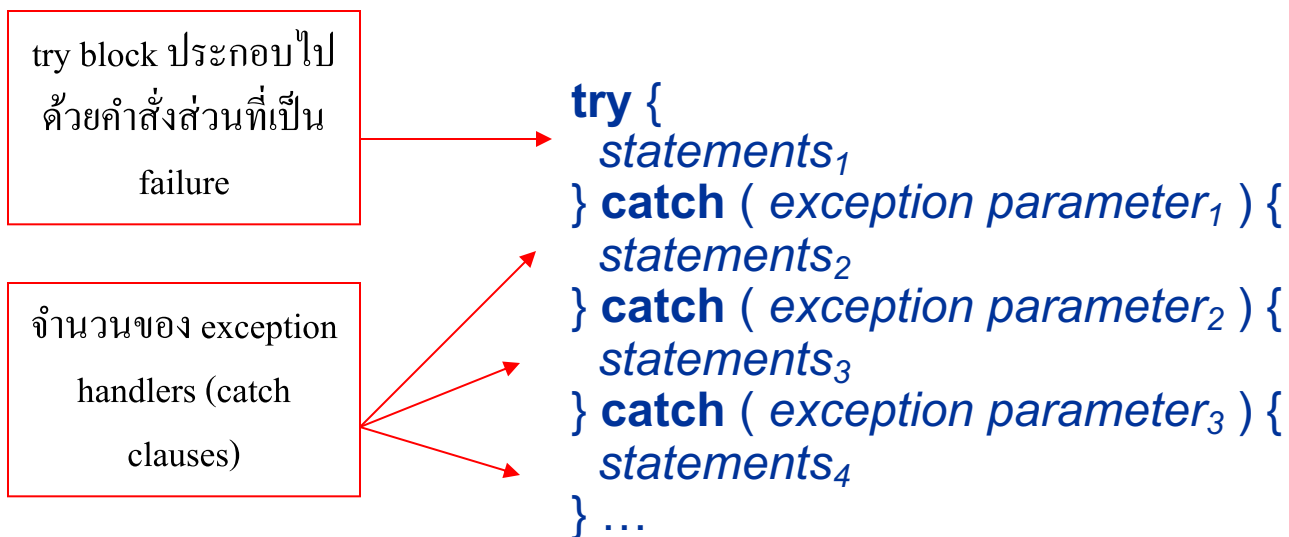 try block ประกอบไป
ด้วยคำสั่งส่วนที่เป็น
failure
จำนวนของ exception
handlers (catch
clauses)
try {
statements₁
} catch ( exception parameter₁ ) {
statements₂
} catch ( exception parameter₂ ) {
statements₃
} catch ( exception parameter₃ ) {
statements₄
} …